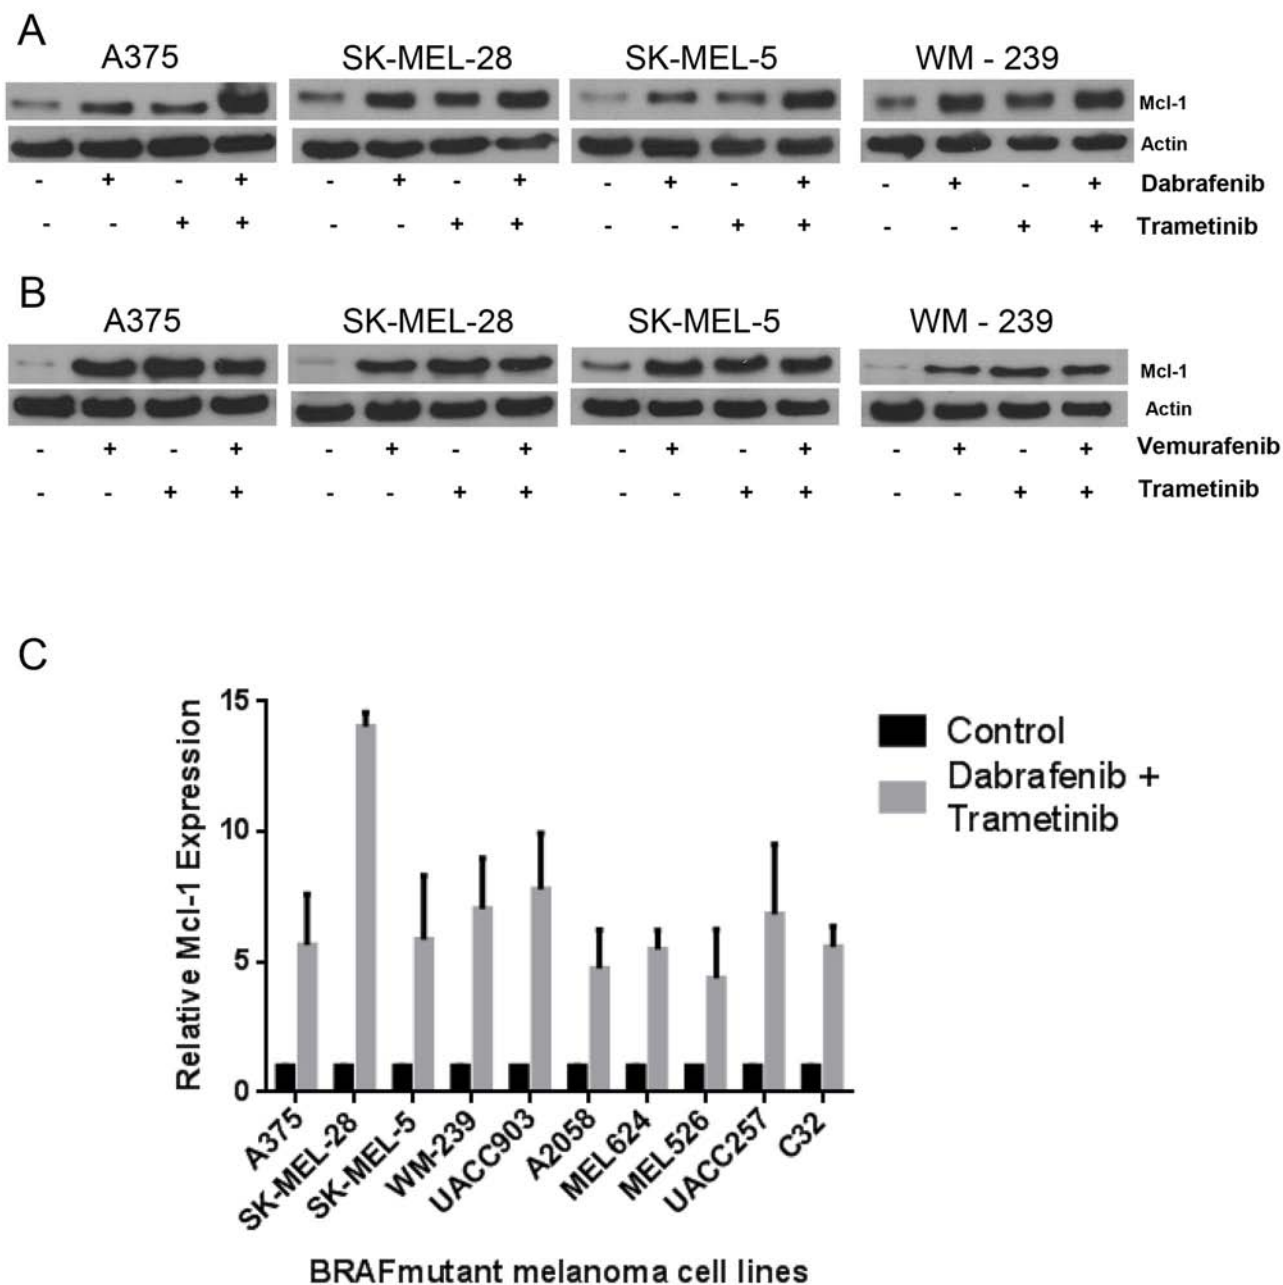 A
A375 SK-MEL-28 SK-MEL-5 WM - 239
Mcl-1
Actin
- + - + - + - + - + - + - + - + Dabrafenib
- - + + - - + + - - + + - - + + Trametinib
B
A375 SK-MEL-28 SK-MEL-5 WM - 239
Mcl-1
Actin
- + - + - + - + - + - + - + - + Vemurafenib
- - + + - - + + - - + + - - + + Trametinib
C
Relative Mcl-1 Expression
15
10
5
0
Control
Dabrafenib +
Trametinib
A375 SK-MEL-28 SK-MEL-5 WM-239 UACC903 A2058 MEL624 MEL526 UACC257 C32
BRAFmutant melanoma cell lines